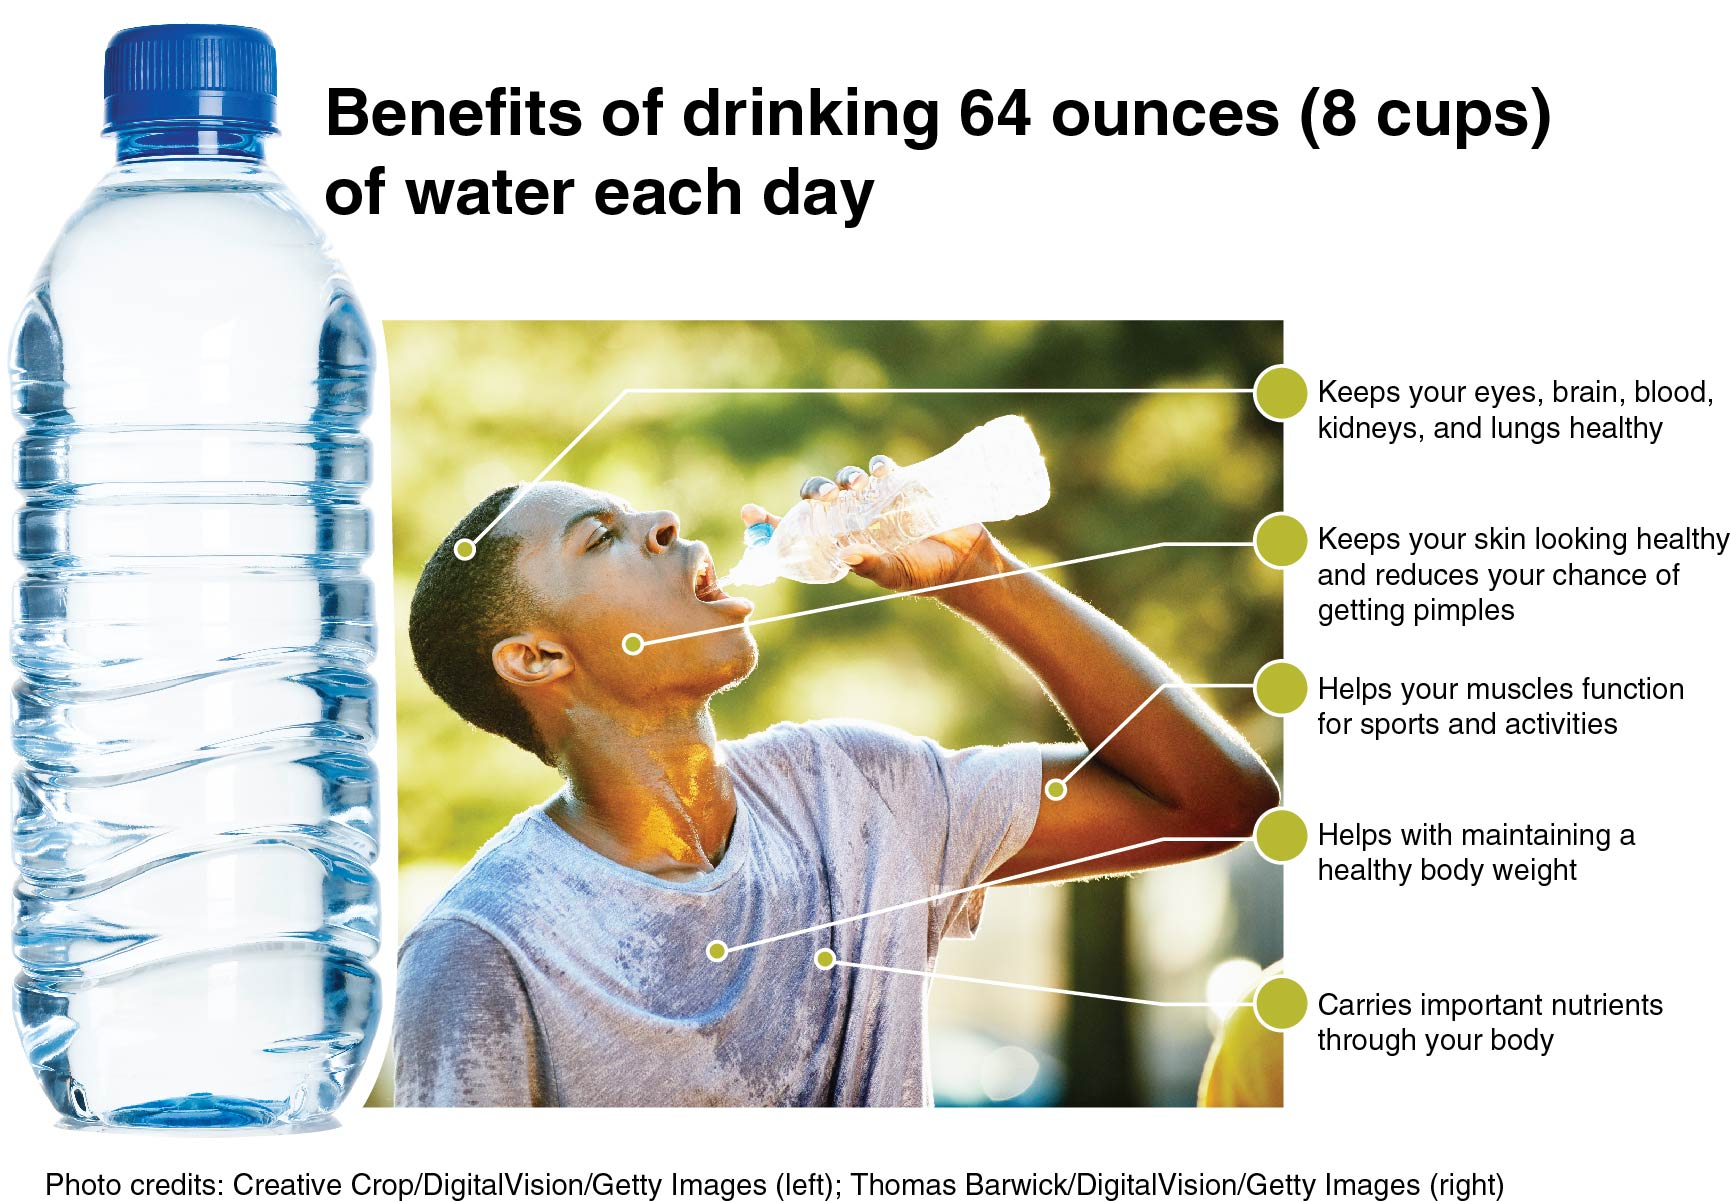 Benefits of drinking 64 ounces (8 cups)
of water each day
Keeps your eyes, brain, blood,
kidneys, and lungs healthy
Keeps your skin looking healthy
and reduces your chance of
getting pimples
Helps your muscles function
for sports and activities
Helps with maintaining a
healthy body weight
Carries important nutrients
through your body
Photo credits: Creative Crop/DigitalVision/Getty Images (left); Thomas Barwick/DigitalVision/Getty Images (right)